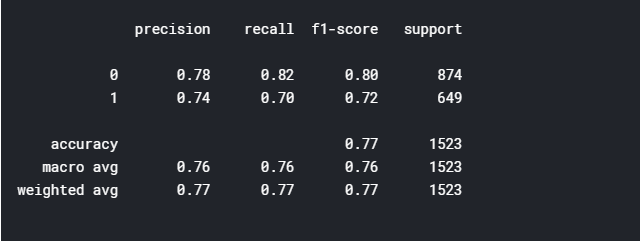 precision recall f1-score support
0 0.78 0.82 0.80 874
1 0.74 0.70 0.72 649
accuracy 0.77 1523
macro avg 0.76 0.76 0.76 1523
weighted avg 0.77 0.77 0.77 1523